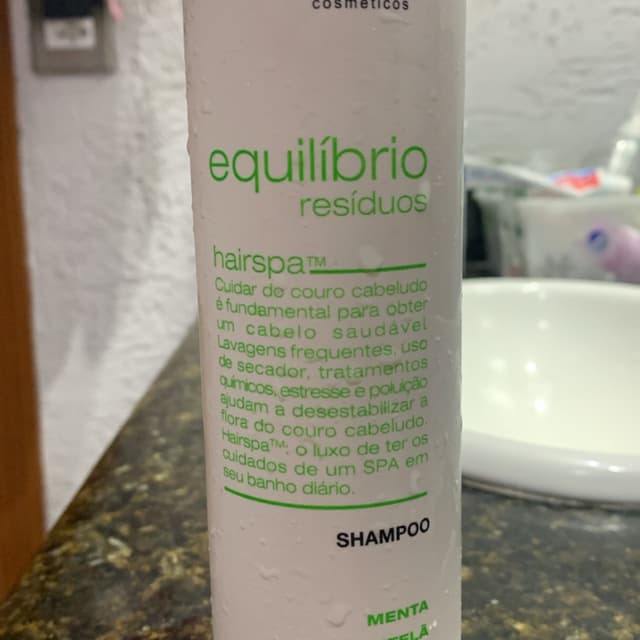 cosméticos
equilíbrio
resíduos
hairspa™
Cuidar do couro cabeludo
é fundamental para obter
um cabelo saudável
Lavagens frequentes, uso
de secador, tratamentos
químicos, estresse e poluição
ajudam a desestabilizar a
flora do couro cabeludo.
Hairspa™: o luxo de ter os
cuidados de um SPA em
seu banho diário.
SHAMPOO
MENTA